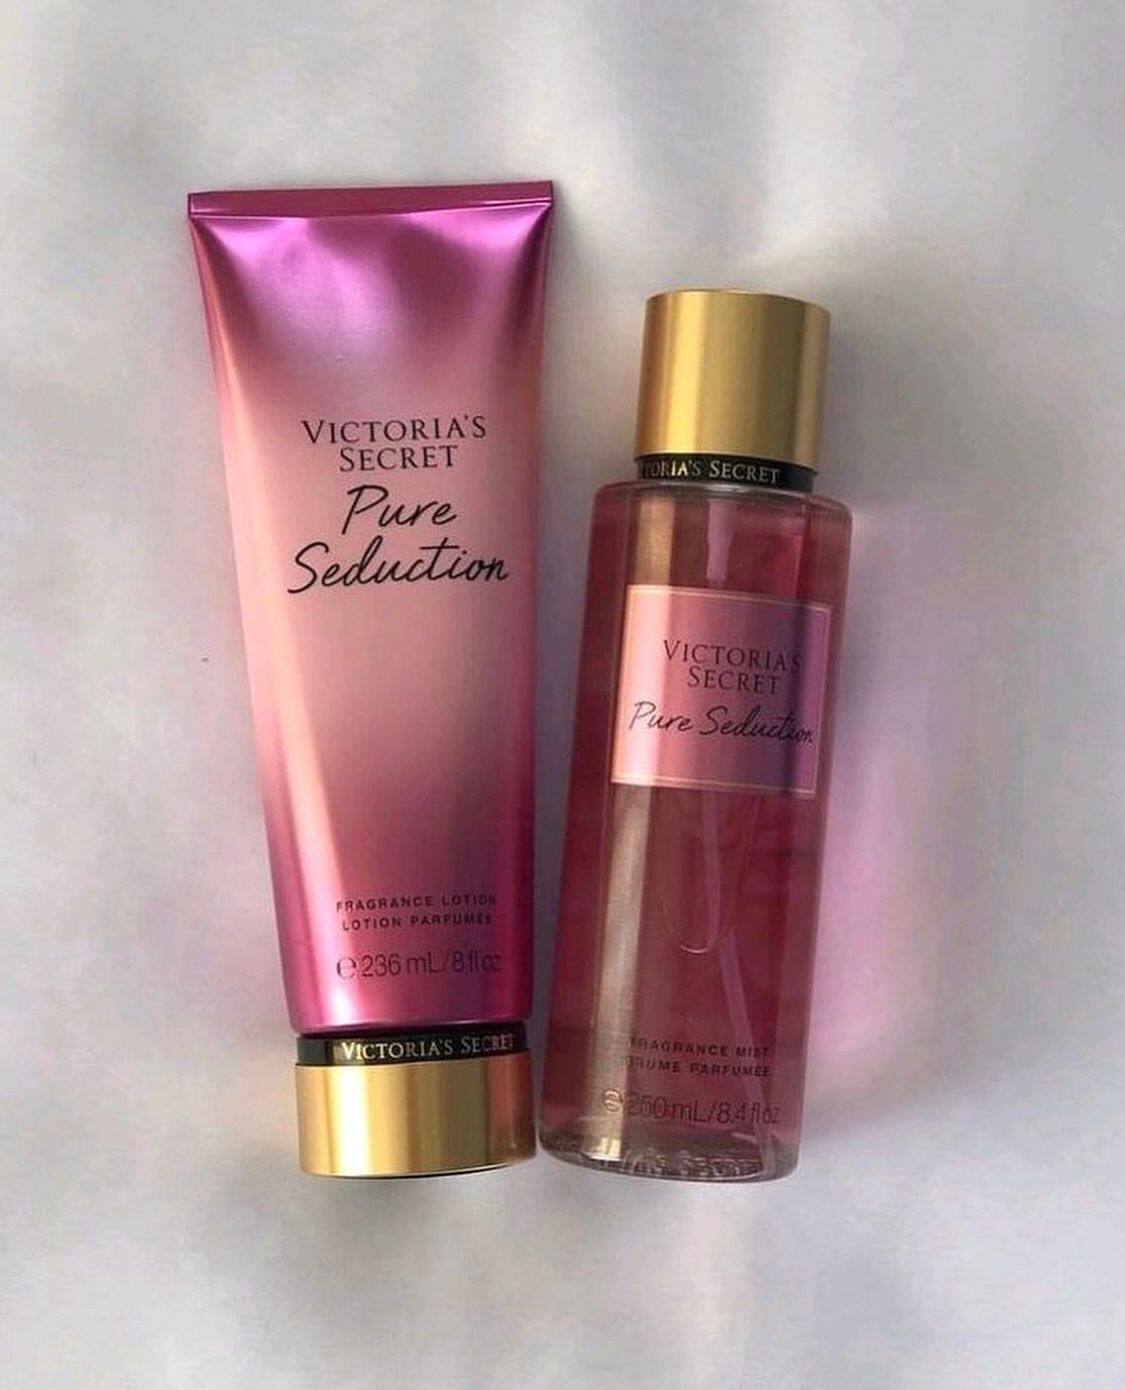 VICTORIA'S
SECRET
Pure
Seduction
FRAGRANCE LOTION
LOTION PARFUMÉE
e 236 mL/8 fl oz
VICTORIA'S SECRET
TORIA'S SECRET
VICTORIA'S
SECRET
Pure Seduction
FRAGRANCE MIST
BRUME PARFUMÉE
e 250 mL/8.4 fl oz